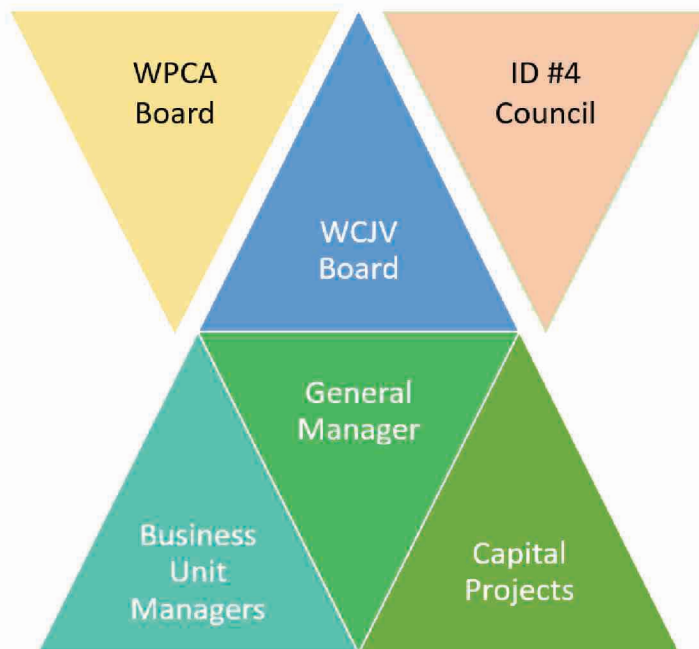 WPCA
Board
ID #4
Council
WCJV
Board
General
Manager
Business
Unit
Managers
Capital
Projects